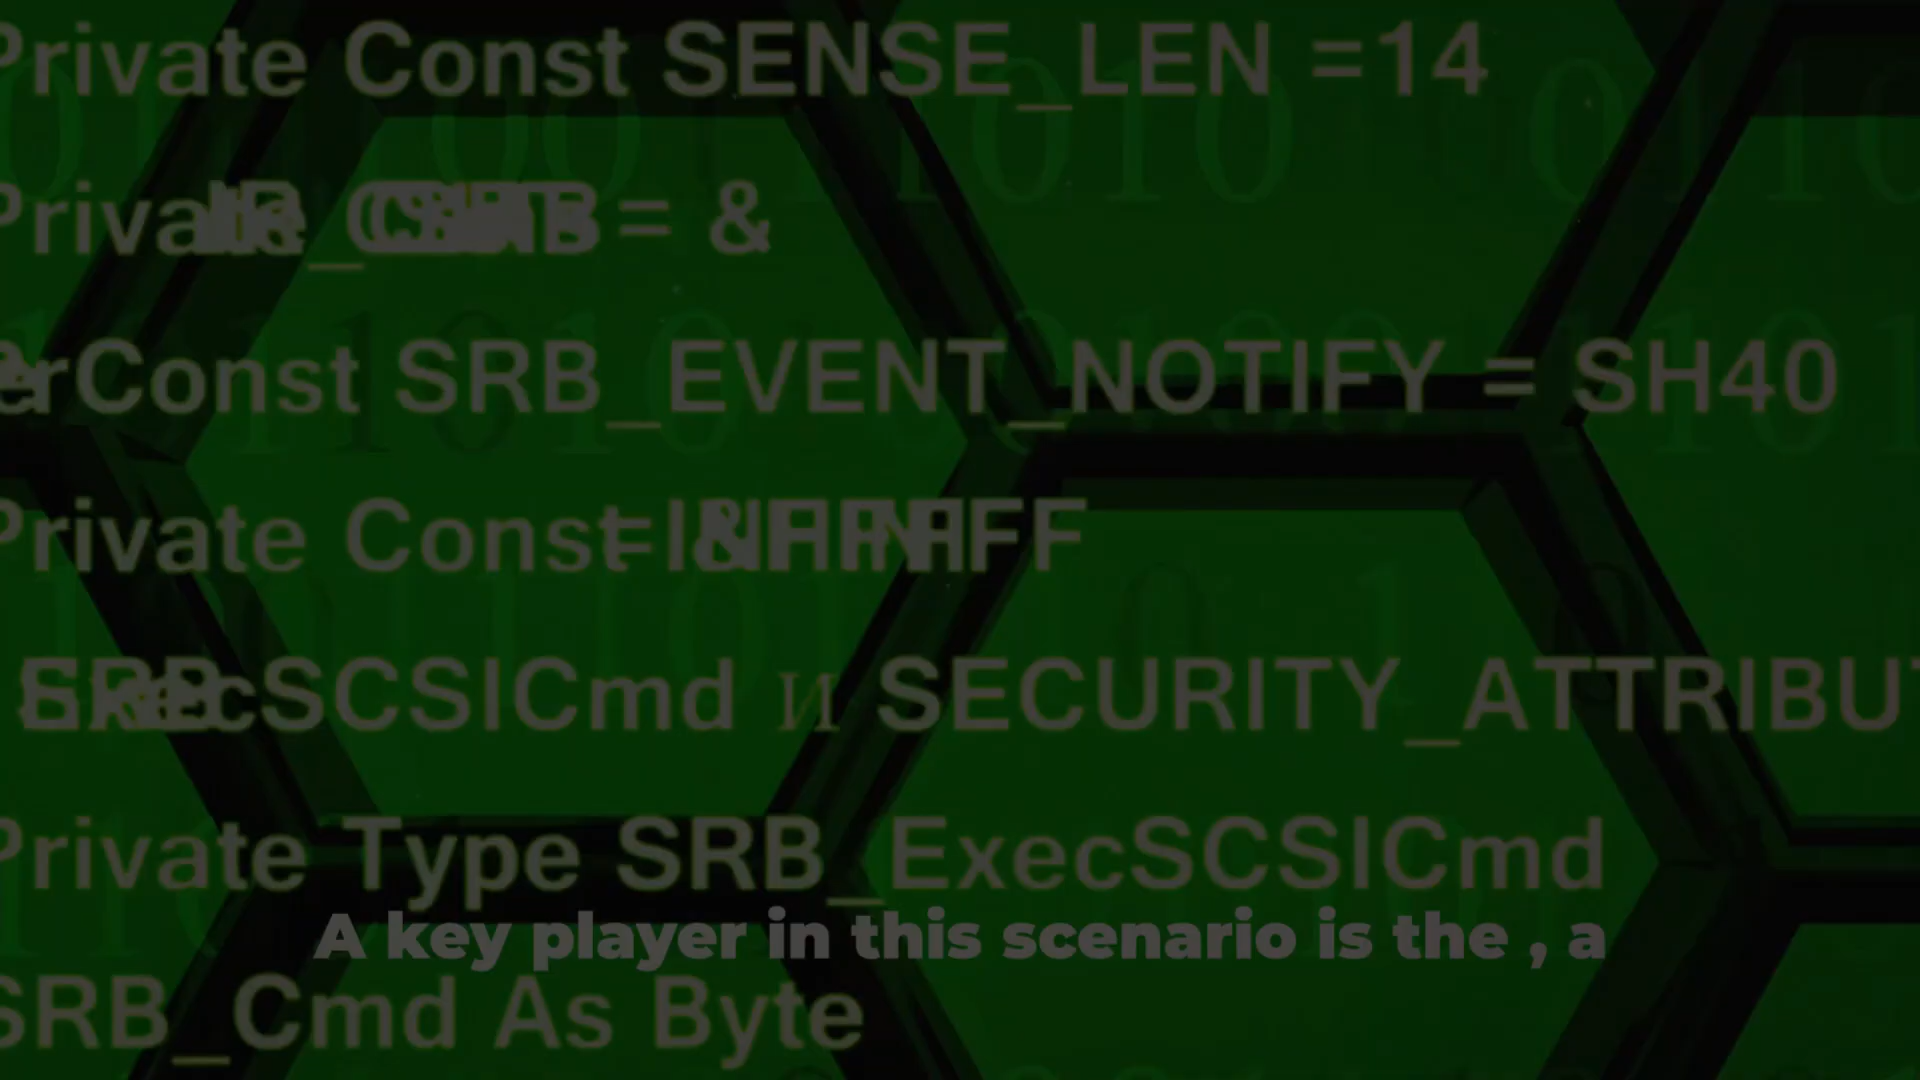 Private Const SENSE_LEN =14
Private = &
Const SRB_EVENT_NOTIFY = SH40
Private Const
SCSICmd И SECURITY_ATTRIBUT
Private Type SRB_ExecSCSICmd
A key player in this scenario is the , a
SRB_Cmd As Byte